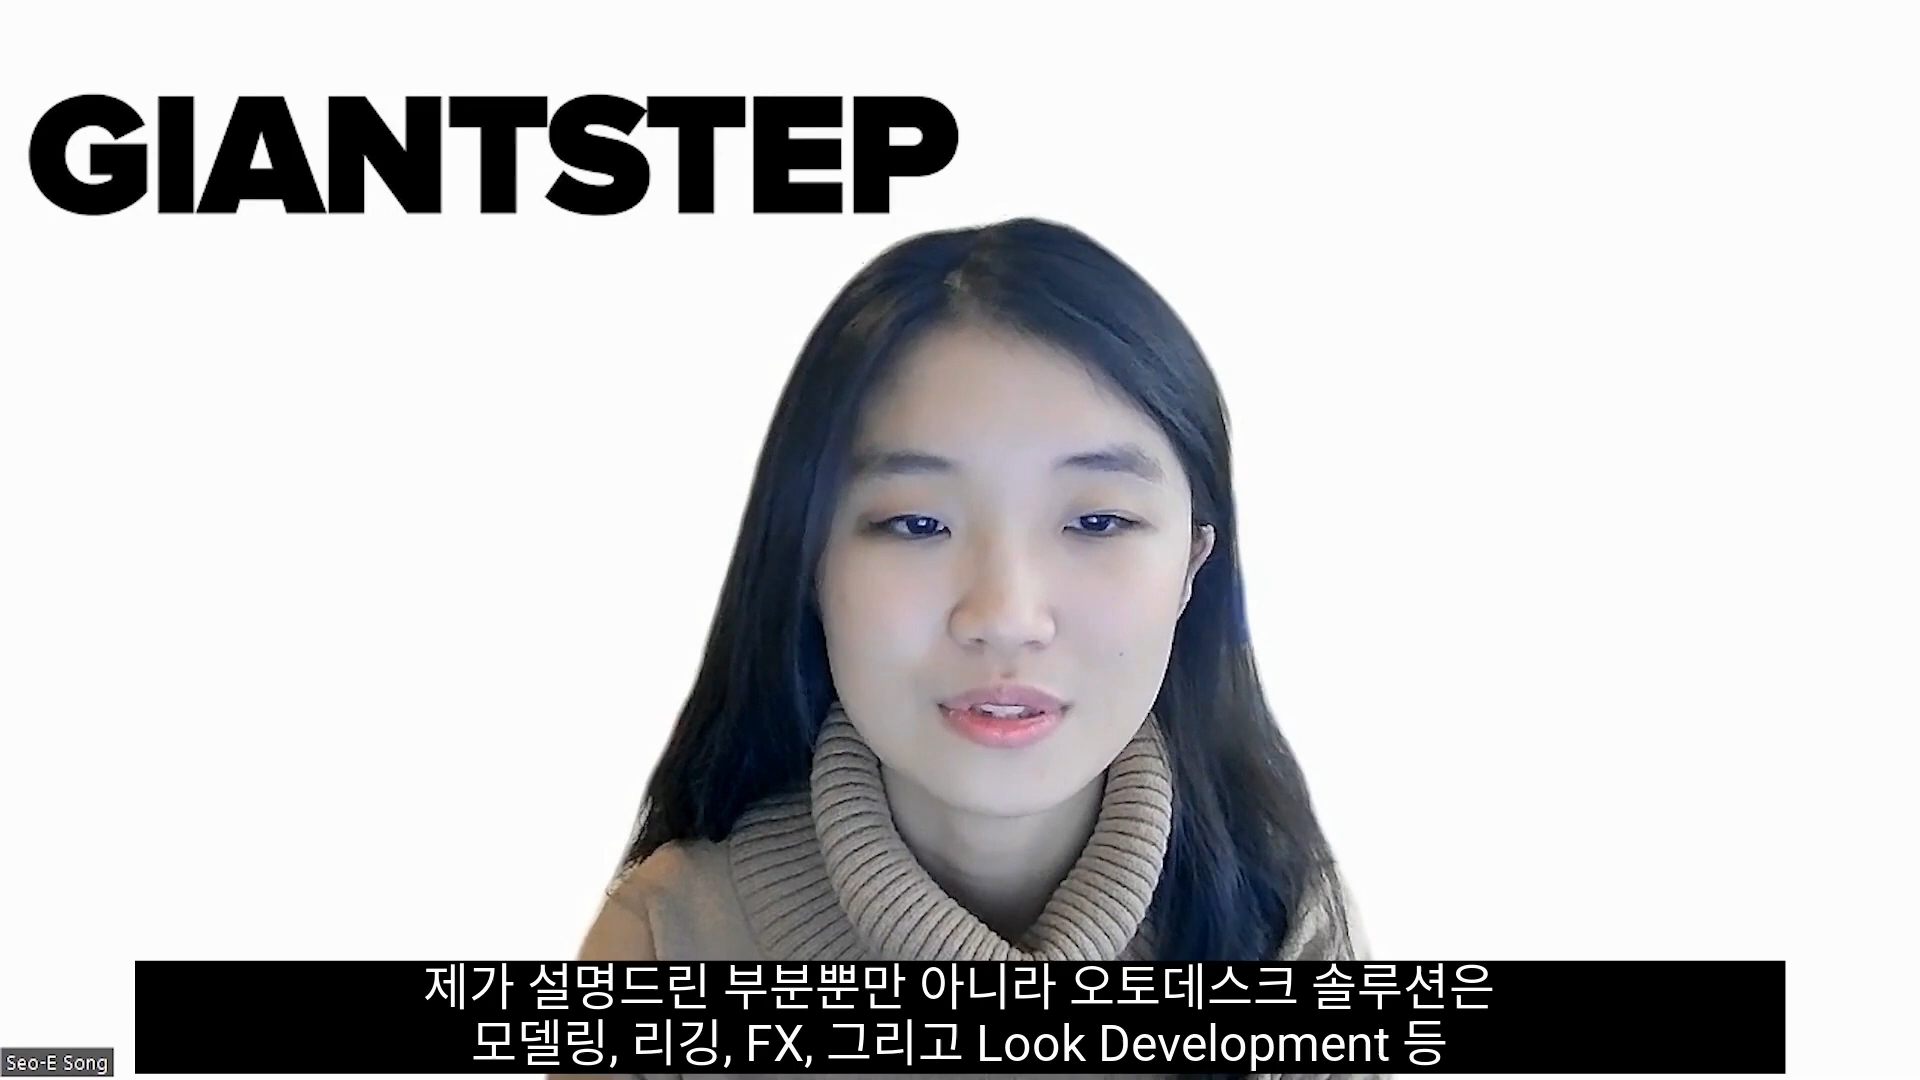 GIANTSTEP
제가 설명드린 부분뿐만 아니라 오토데스크 솔루션은
모델링, 리깅, FX, 그리고 Look Development 등
Seo-E Song